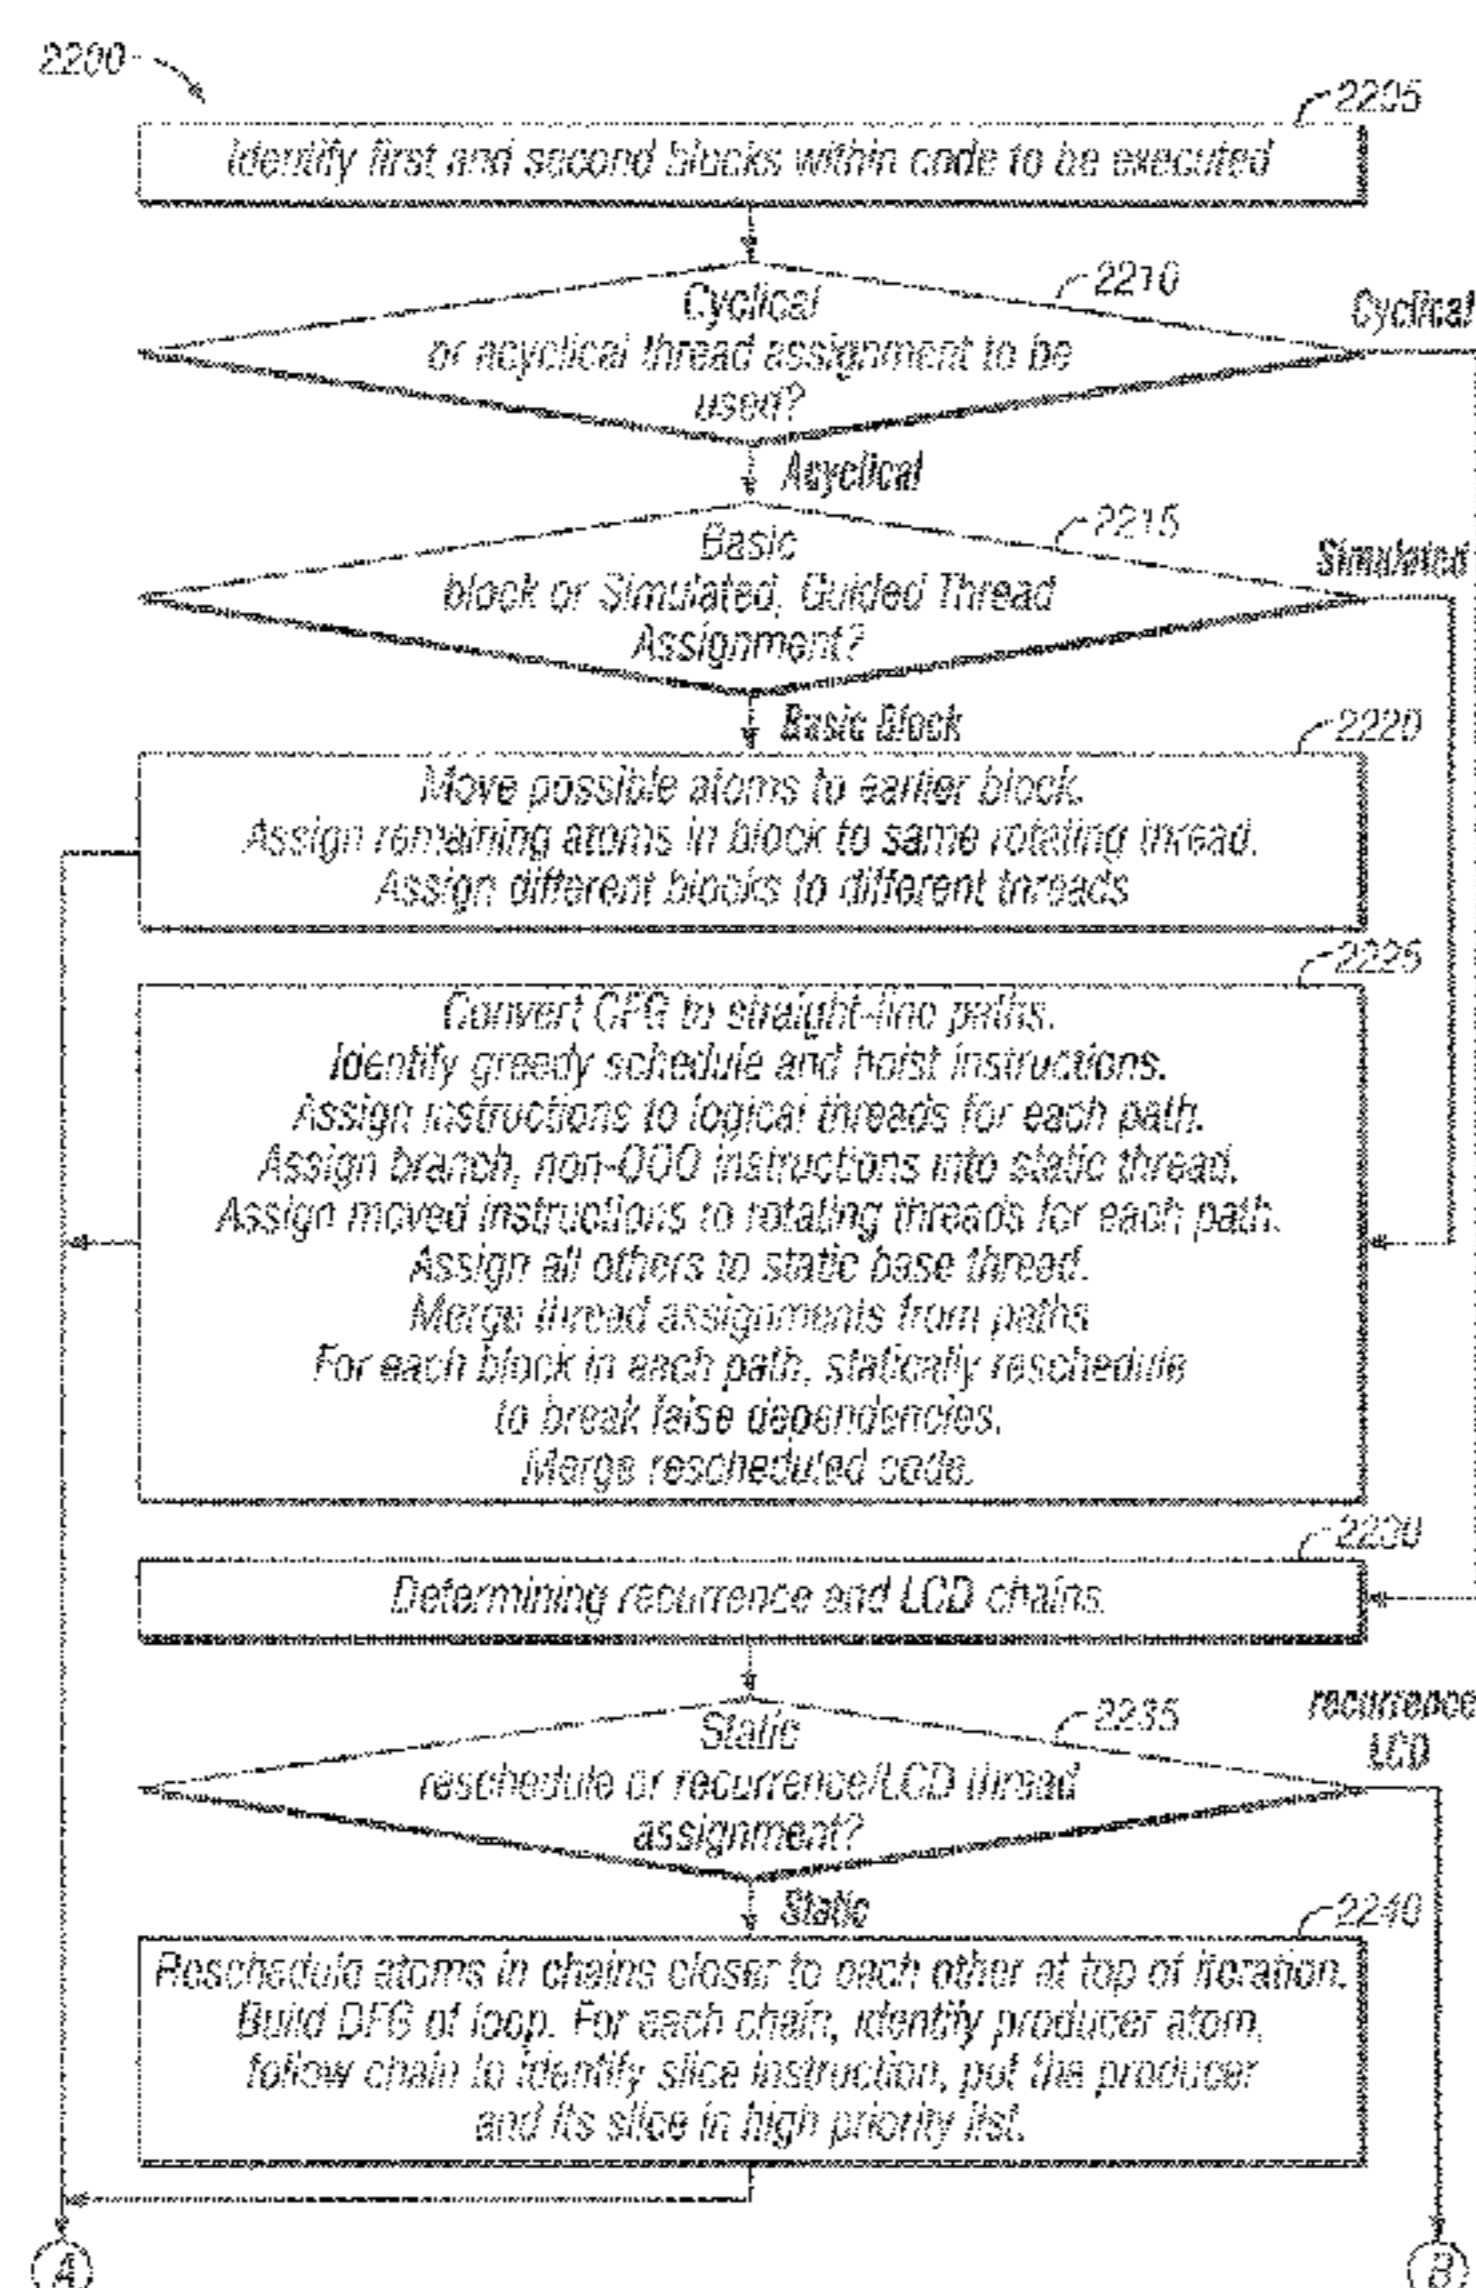 2200
2205
Identify first and second blocks within code to be executed
2210
Cyclical
Cyclical
or acyclical thread assignment to be
used?
Acyclical
2215
Basic
Simulated
block or Simulated, Guided Thread
Assignment?
Basic Block
2220
Move possible atoms to earlier block.
Assign remaining atoms in block to same rotating thread.
Assign different blocks to different threads
2225
Convert CFG to straight-line paths.
Identify greedy schedule and hoist instructions.
Assign instructions to logical threads for each path.
Assign branch, non-OOO instructions into static thread.
Assign moved instructions to rotating threads for each path.
Assign all others to static base thread.
Merge thread assignments from paths
For each block in each path, statically reschedule
to break false dependencies.
Merge rescheduled code.
2230
Determining recurrence and LCD chains.
2235
recurrence
LCD
Static
reschedule or recurrence/LCD thread
assignment?
Static
2240
Reschedule atoms in chains closer to each other at top of iteration.
Build DFG of loop. For each chain, identify producer atom,
follow chain to identify slice instruction, put the producer
and its slice in high priority list.
A
B